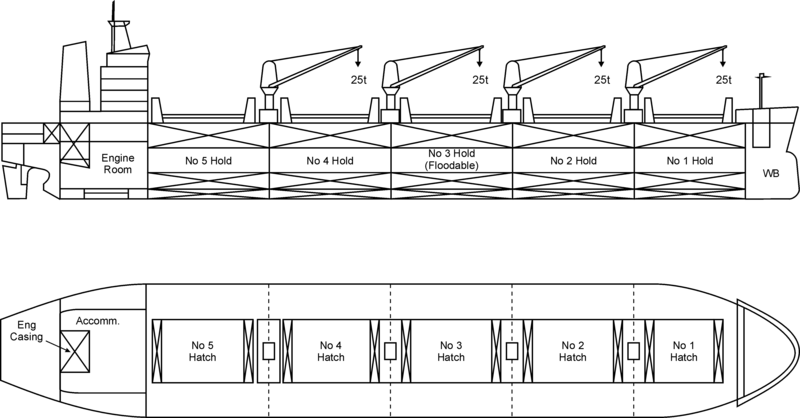 25t
25t
25t
25t
Engine
Room
No 5 Hold
No 4 Hold
No 3 Hold
(Floodable)
No 2 Hold
No 1 Hold
WB
Eng
Casing
Accomm.
No 5
Hatch
No 4
Hatch
No 3
Hatch
No 2
Hatch
No 1
Hatch